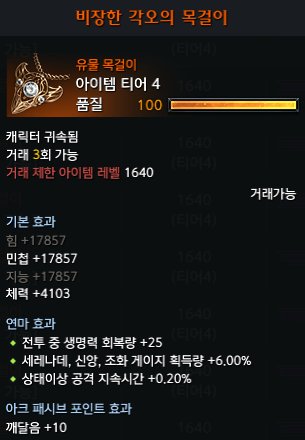 비장한 각오의 목걸이
유물 목걸이
아이템 티어 4
품질 100
캐릭터 귀속됨
거래 3회 가능
거래 제한 아이템 레벨 1640
거래가능
기본 효과
힘 +17857
민첩 +17857
지능 +17857
체력 +4103
연마 효과
전투 중 생명력 회복량 +25
세레나데, 신앙, 조화 게이지 획득량 +6.00%
상태이상 공격 지속시간 +0.20%
아크 패시브 포인트 효과
깨달음 +10